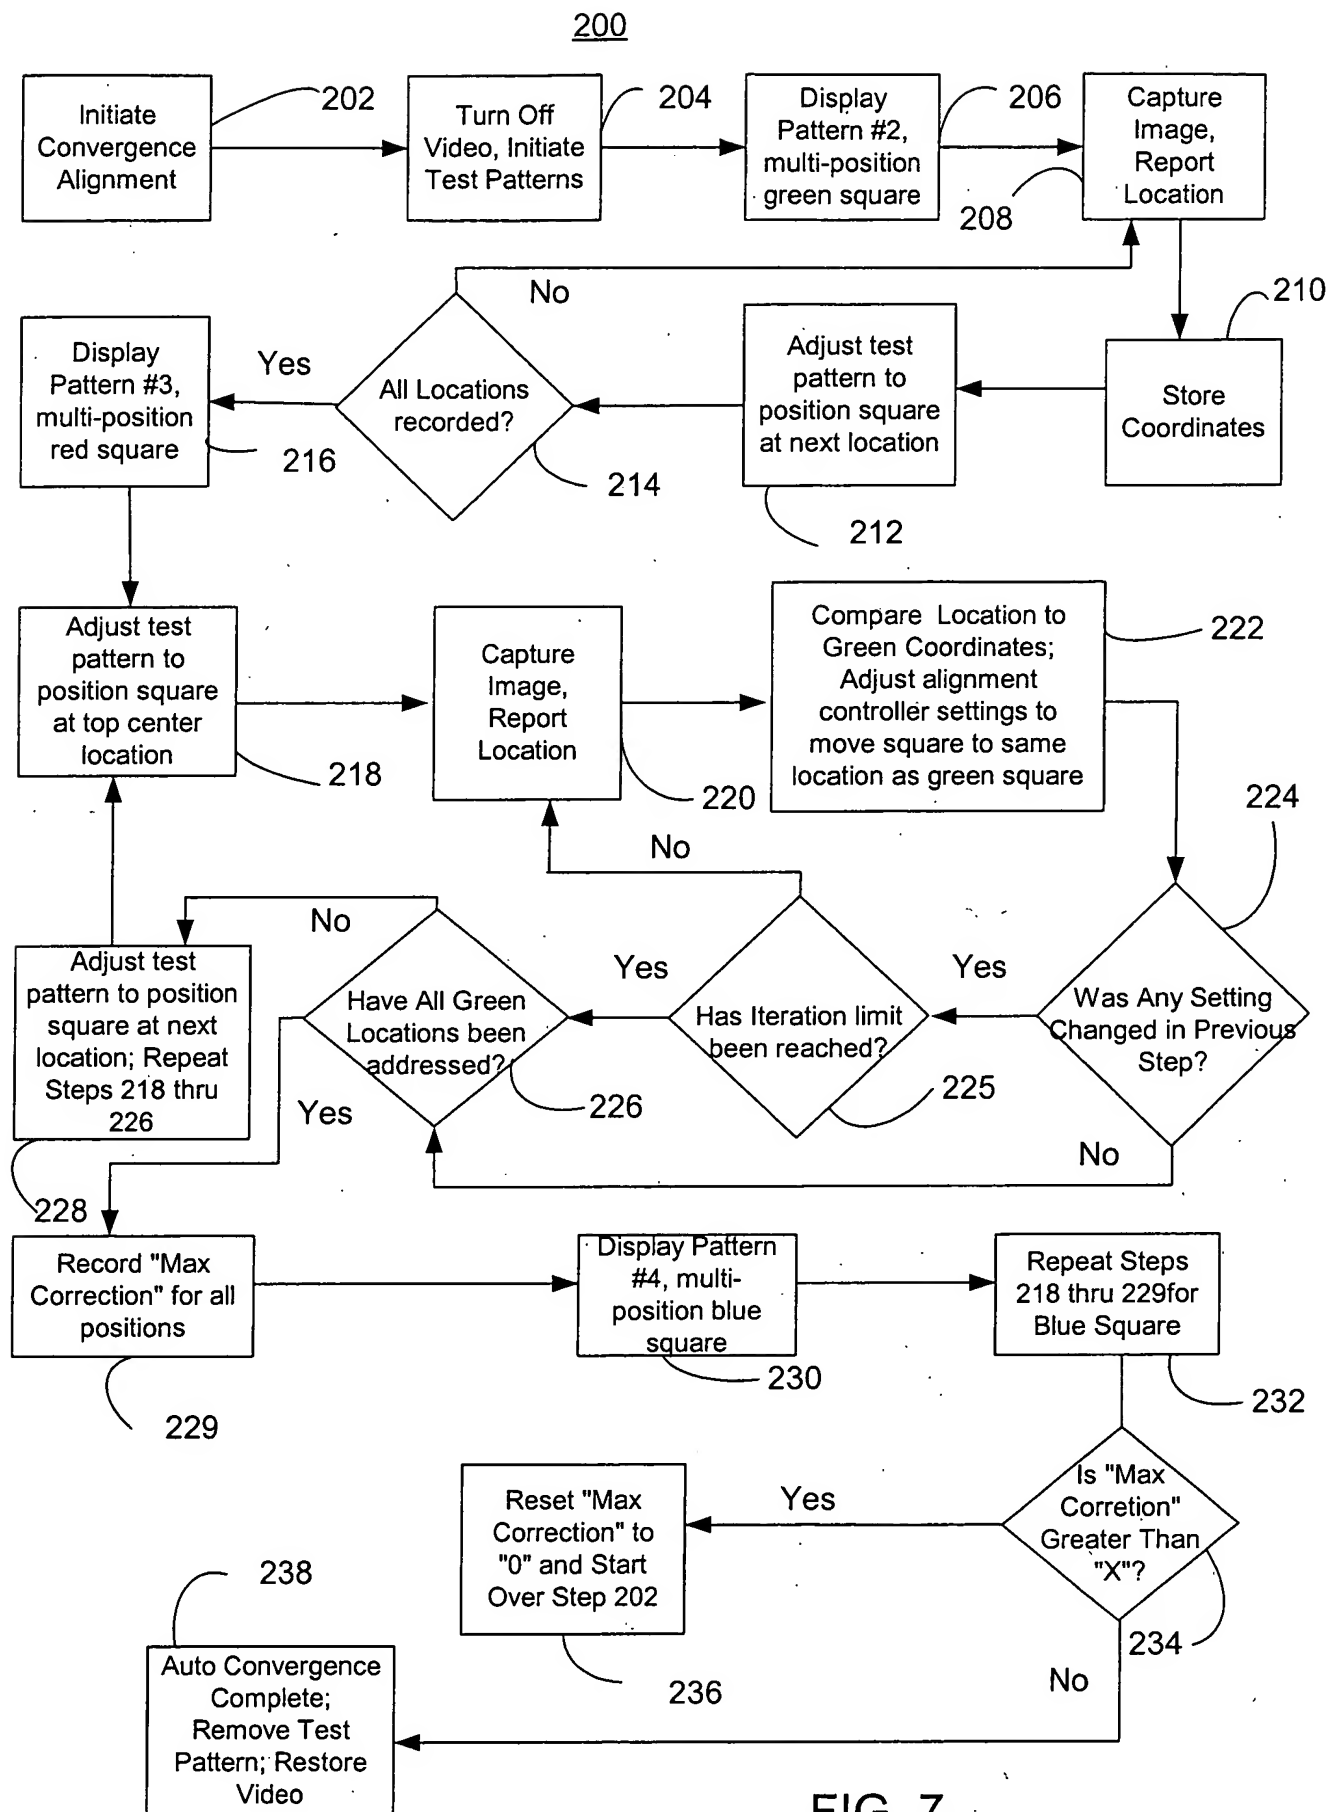 200
Initiate
Convergence
Alignment
202
Turn Off
Video, Initiate
Test Patterns
204
Display
Pattern #2,
multi-position
green square
206
Capture
Image,
Report
Location
208
No
210
Display
Pattern #3,
multi-position
red square
Yes
216
All Locations
recorded?
214
Adjust test
pattern to
position square
at next location
212
Store
Coordinates
Adjust test
pattern to
position square
at top center
location
218
Capture
Image,
Report
Location
220
Compare Location to
Green Coordinates;
Adjust alignment
controller settings to
move square to same
location as green square
222
224
No
No
Adjust test
pattern to position
square at next
location; Repeat
Steps 218 thru
226
228
Have All Green
Locations been
addressed?
226
Yes
Yes
Has Iteration limit
been reached?
225
Yes
Was Any Setting
Changed in Previous
Step?
No
Record "Max
Correction" for all
positions
229
Display Pattern
#4, multi-
position blue
square
230
Repeat Steps
218 thru 229for
Blue Square
232
Is "Max
Corretion"
Greater Than
"X"?
234
Yes
Reset "Max
Correction" to
"0" and Start
Over Step 202
236
No
238
Auto Convergence
Complete;
Remove Test
Pattern; Restore
Video
FIG. 7